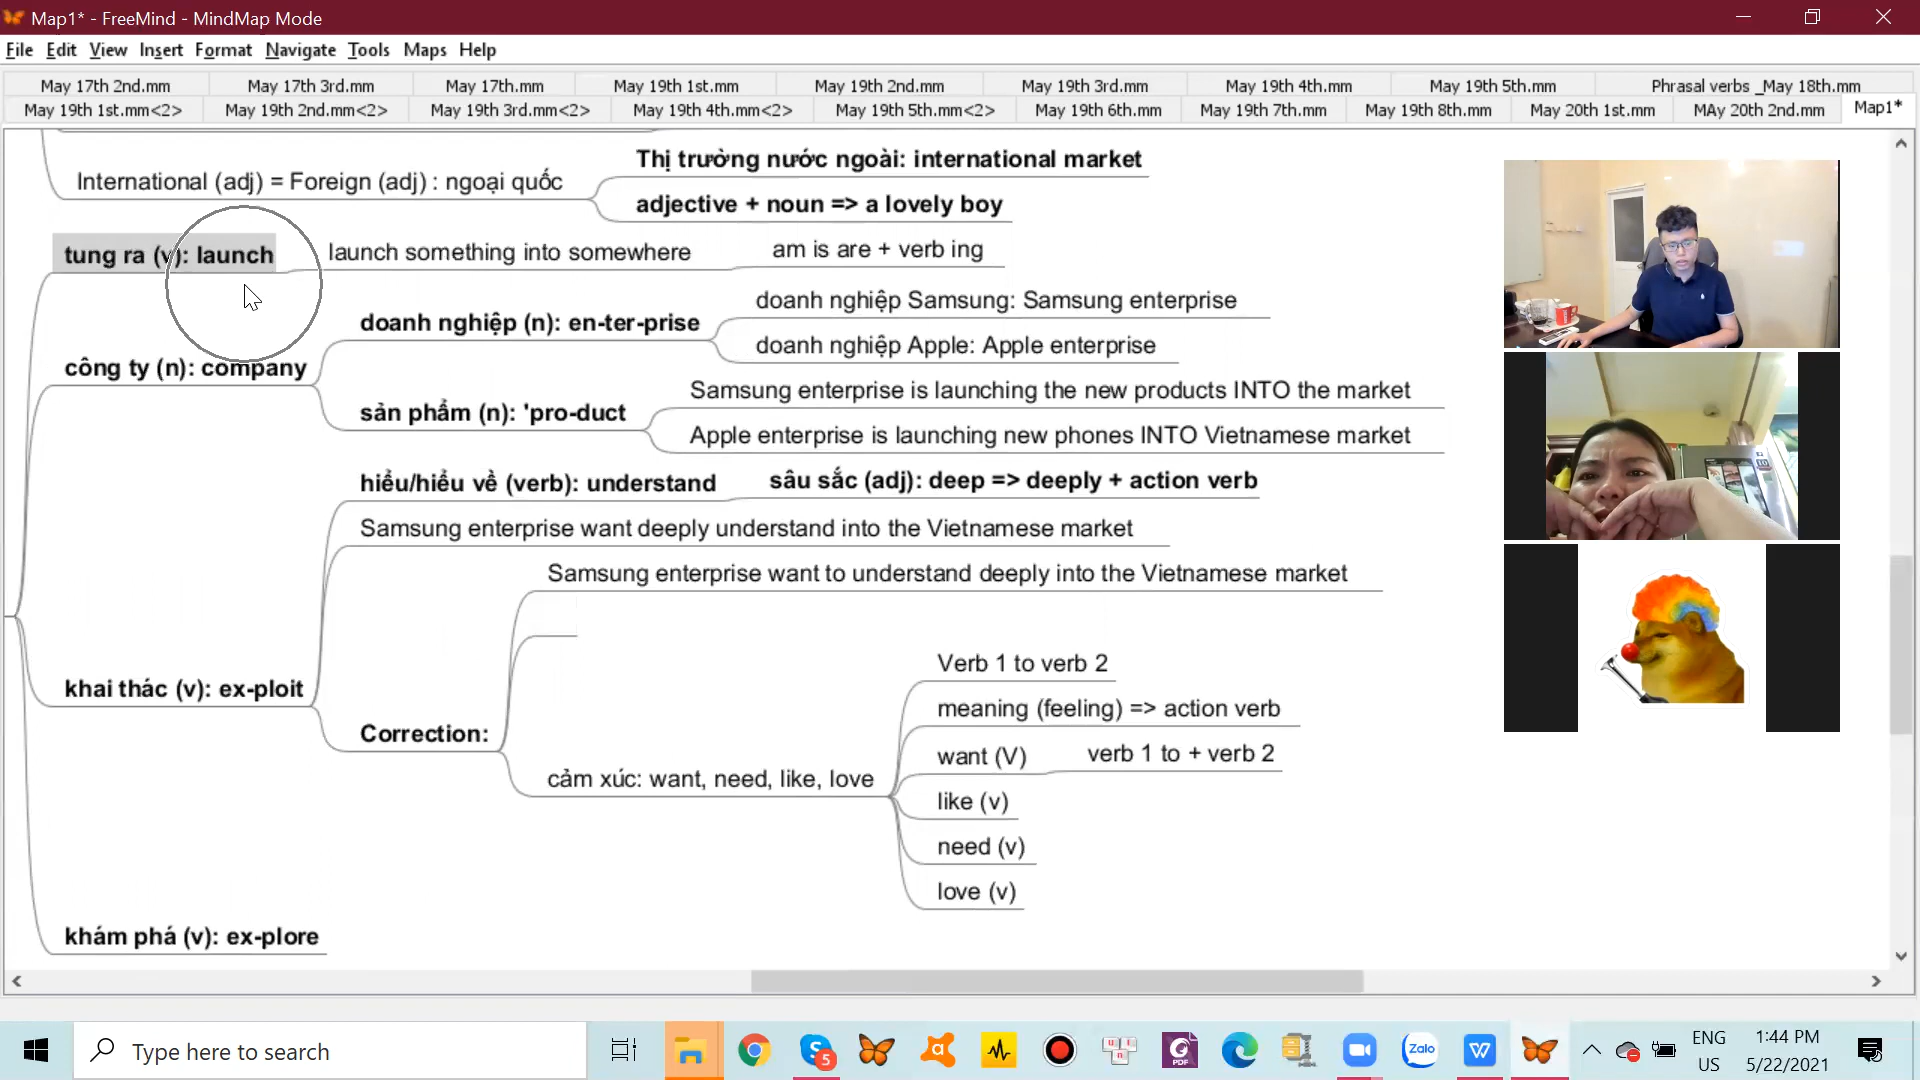 Map1* - FreeMind - MindMap Mode
File Edit View Insert Format Navigate Tools Maps Help
May 17th 2nd.mm May 17th 3rd.mm May 17th.mm May 19th 1st.mm May 19th 2nd.mm May 19th 3rd.mm May 19th 4th.mm May 19th 5th.mm Phrasal verbs _May 18th.mm
May 19th 1st.mm<2> May 19th 2nd.mm<2> May 19th 3rd.mm<2> May 19th 4th.mm<2> May 19th 5th.mm<2> May 19th 6th.mm May 19th 7th.mm May 19th 8th.mm May 20th 1st.mm MAy 20th 2nd.mm Map1*
Thị trường nước ngoài: international market
International (adj) = Foreign (adj) : ngoại quốc
adjective + noun => a lovely boy
tung ra (v): launch launch something into somewhere am is are + verb ing
doanh nghiệp Samsung: Samsung enterprise
doanh nghiệp (n): en-ter-prise
doanh nghiệp Apple: Apple enterprise
công ty (n): company
Samsung enterprise is launching the new products INTO the market
sản phẩm (n): 'pro-duct
Apple enterprise is launching new phones INTO Vietnamese market
hiểu/hiểu về (verb): understand sâu sắc (adj): deep => deeply + action verb
Samsung enterprise want deeply understand into the Vietnamese market
Samsung enterprise want to understand deeply into the Vietnamese market
Verb 1 to verb 2
khai thác (v): ex-ploit
meaning (feeling) => action verb
Correction:
want (V) verb 1 to + verb 2
cảm xúc: want, need, like, love
like (v)
need (v)
love (v)
khám phá (v): ex-plore
Type here to search
5
Zalo
ENG
US
1:44 PM
5/22/2021